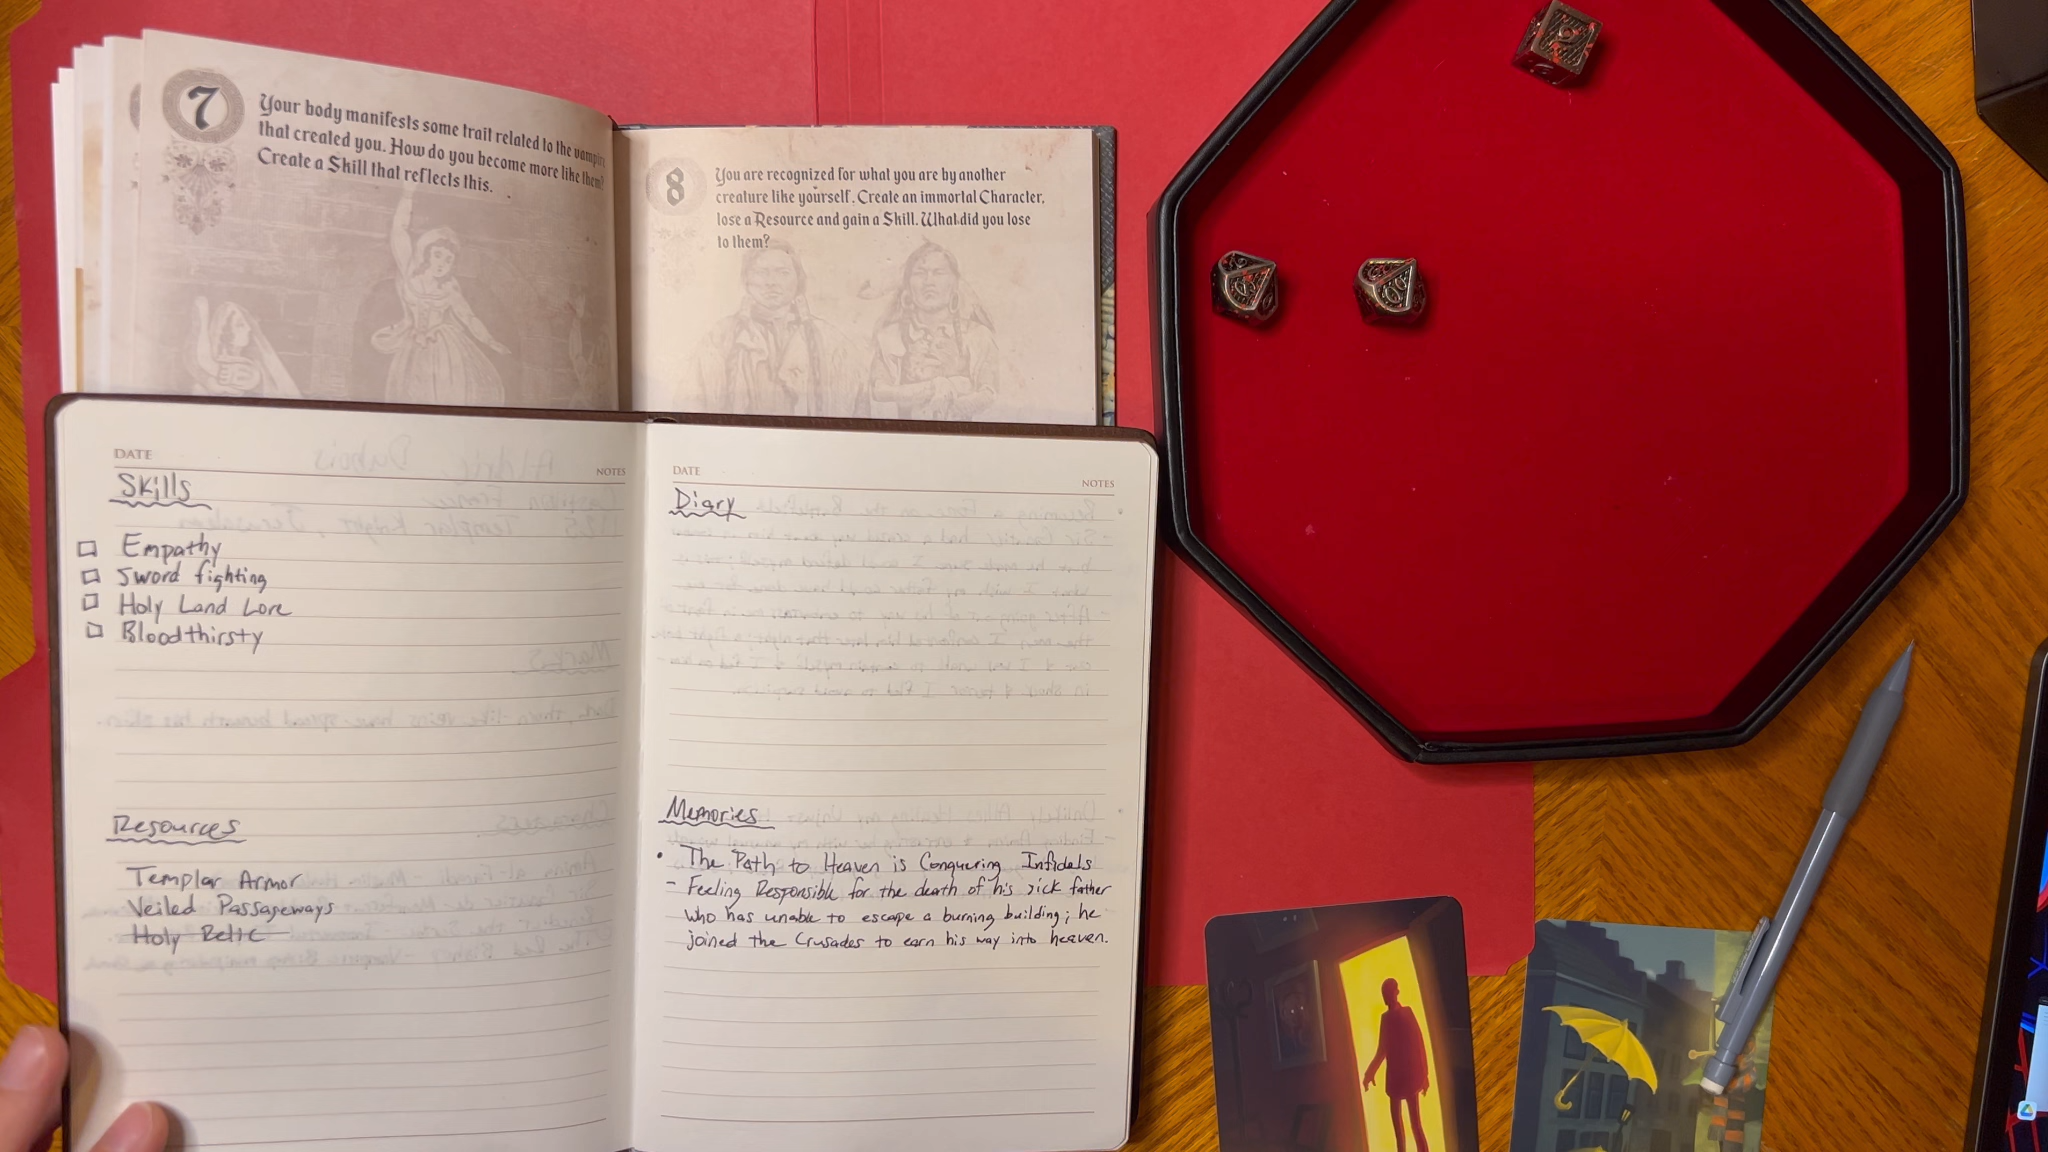 7
Your body manifests some trait related to the vampire
that created you. How do you become more like them?
Create a Skill that reflects this.
8
You are recognized for what you are by another
creature like yourself. Create an immortal Character,
lose a Resource and gain a Skill. What did you lose
to them?
DATE
NOTES
Skills
Empathy
Sword fighting
Holy Land Lore
Bloodthirsty
Resources
Templar Armor
Veiled Passageways
Holy Relic
DATE
NOTES
Diary
Memories
• The Path to Heaven is Conquering Infidels
- Feeling Responsible for the death of his sick father
who has unable to escape a burning building; he
joined the Crusades to earn his way into heaven.